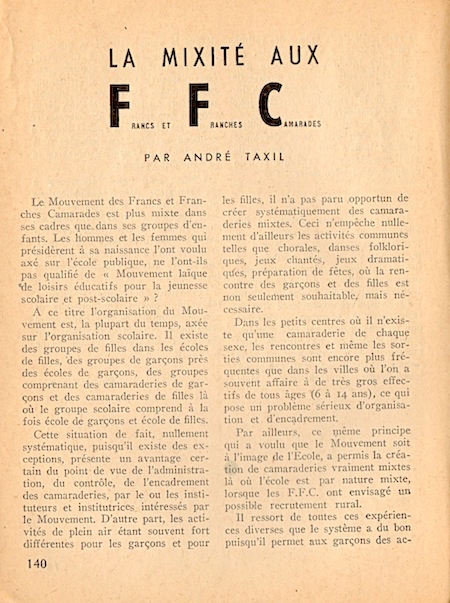 LA MIXITÉ AUX
FRANCS ET FRANCHES CAMARADES
PAR ANDRÉ TAXIL
Le Mouvement des Francs et Fran-
ches Camarades est plus mixte dans
ses cadres que dans ses groupes d'en-
fants. Les hommes et les femmes qui
présidèrent à sa naissance l'ont voulu
axé sur l'école publique, ne l'ont-ils
pas qualifié de « Mouvement laïque
de loisirs éducatifs pour la jeunesse
scolaire et post-scolaire » ?
A ce titre l'organisation du Mou-
vement est, la plupart du temps, axée
sur l'organisation scolaire. Il existe
des groupes de filles dans les écoles
de filles, des groupes de garçons près
des écoles de garçons, des groupes
comprenant des camaraderies de gar-
çons et des camaraderies de filles là
où le groupe scolaire comprend à la
fois école de garçons et école de filles.
Cette situation de fait, nullement
systématique, puisqu'il existe des ex-
ceptions, présente un avantage cer-
tain du point de vue de l'administra-
tion, du contrôle, de l'encadrement
des camaraderies, par le ou les insti-
tuteurs et institutrices intéressés par
le Mouvement. D'autre part, les acti-
vités de plein air étant souvent fort
différentes pour les garçons et pour
les filles, il n'a pas paru opportun de
créer systématiquement des camara-
deries mixtes. Ceci n'empêche nulle-
ment d'ailleurs les activités communes
telles que chorales, danses folklori-
ques, jeux chantés, jeux dramati-
ques, préparation de fêtes, où la ren-
contre des garçons et des filles est
non seulement souhaitable, mais né-
cessaire.
Dans les petits centres où il n'exis-
te qu'une camaraderie de chaque
sexe, les rencontres et même les sor-
ties communes sont encore plus fré-
quentes que dans les villes où l'on a
souvent affaire à de très gros effec-
tifs de tous âges (6 à 14 ans), ce qui
pose un problème sérieux d'organisa-
tion et d'encadrement.
Par ailleurs, ce même principe
qui a voulu que le Mouvement soit
à l'image de l'Ecole, a permis la créa-
tion de camaraderies vraiment mixtes
là où l'école est par nature mixte,
lorsque les F.F.C. ont envisagé un
possible recrutement rural.
Il ressort de toutes ces expérien-
ces diverses que le système a du bon
puisqu'il permet aux garçons des ac-
140